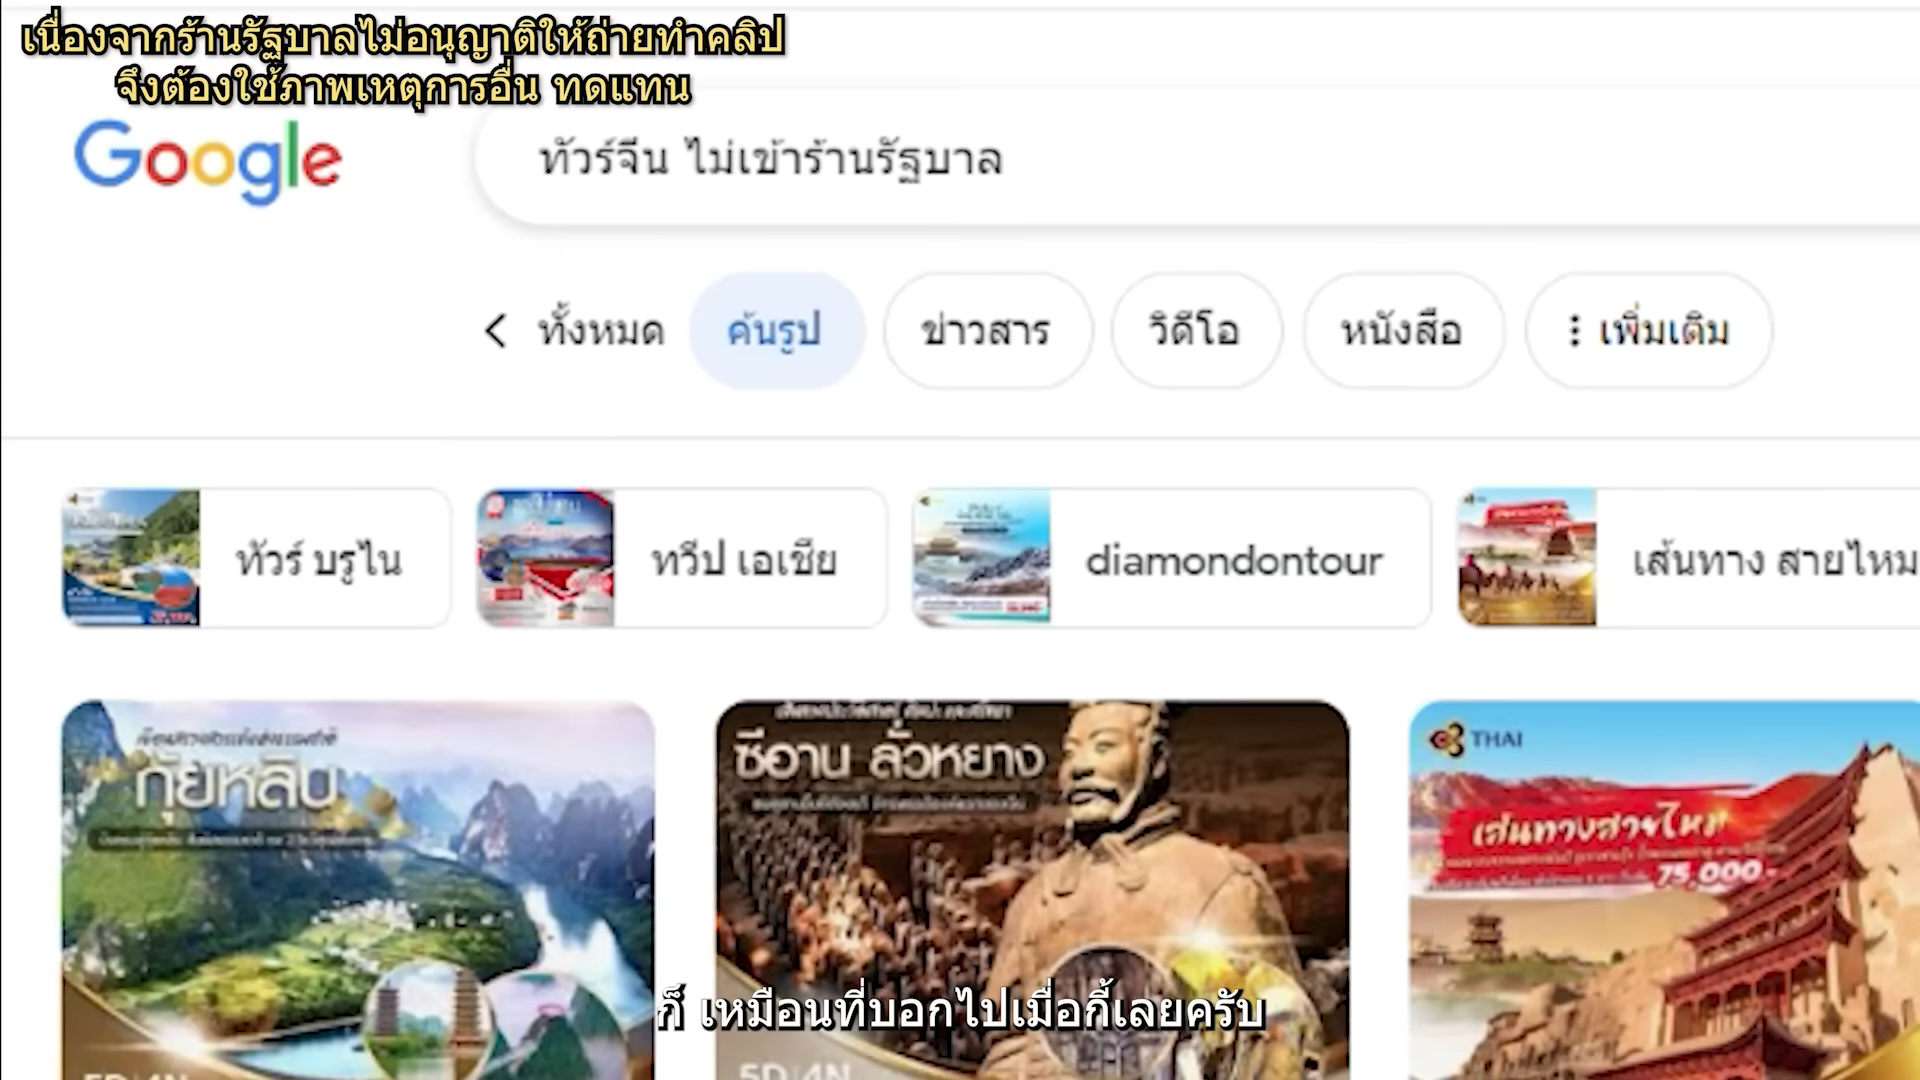 เนื่องจากร้านรัฐบาลไม่อนุญาติให้ถ่ายทำคลิป
จึงต้องใช้ภาพเหตุการอื่น ทดแทน
Google
ทัวร์จีน ไม่เข้าร้านรัฐบาล
ทั้งหมด
ค้นรูป
ข่าวสาร
วิดีโอ
หนังสือ
เพิ่มเติม
ทัวร์ บรูไน
ทวีป เอเชีย
diamondontour
เส้นทาง สายไหม
กุ้ยหลิน
ซีอาน ลั่วหยาง
THAI
เส้นทางสายไหม
75,000
5D 4N
5D 4N
ก็ เหมือนที่บอกไปเมื่อกี้เลยครับ